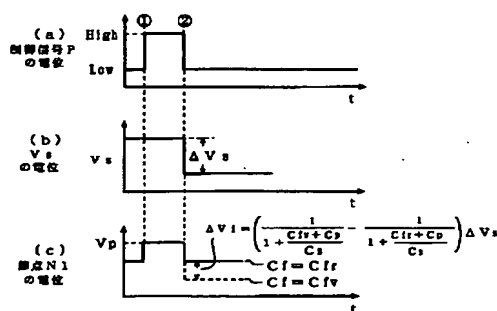 ① ②
(a)
制御信号P
の電位
High
Low
t
(b)
Vs
の電位
Vs
ΔVs
t
(c)
節点N1
の電位
Vp
ΔVi=(1/(1+(Cfv+Cp)/Cs) - 1/(1+(Cfr+Cp)/Cs))ΔVs
Cf=Cfr
Cf=Cfv
t